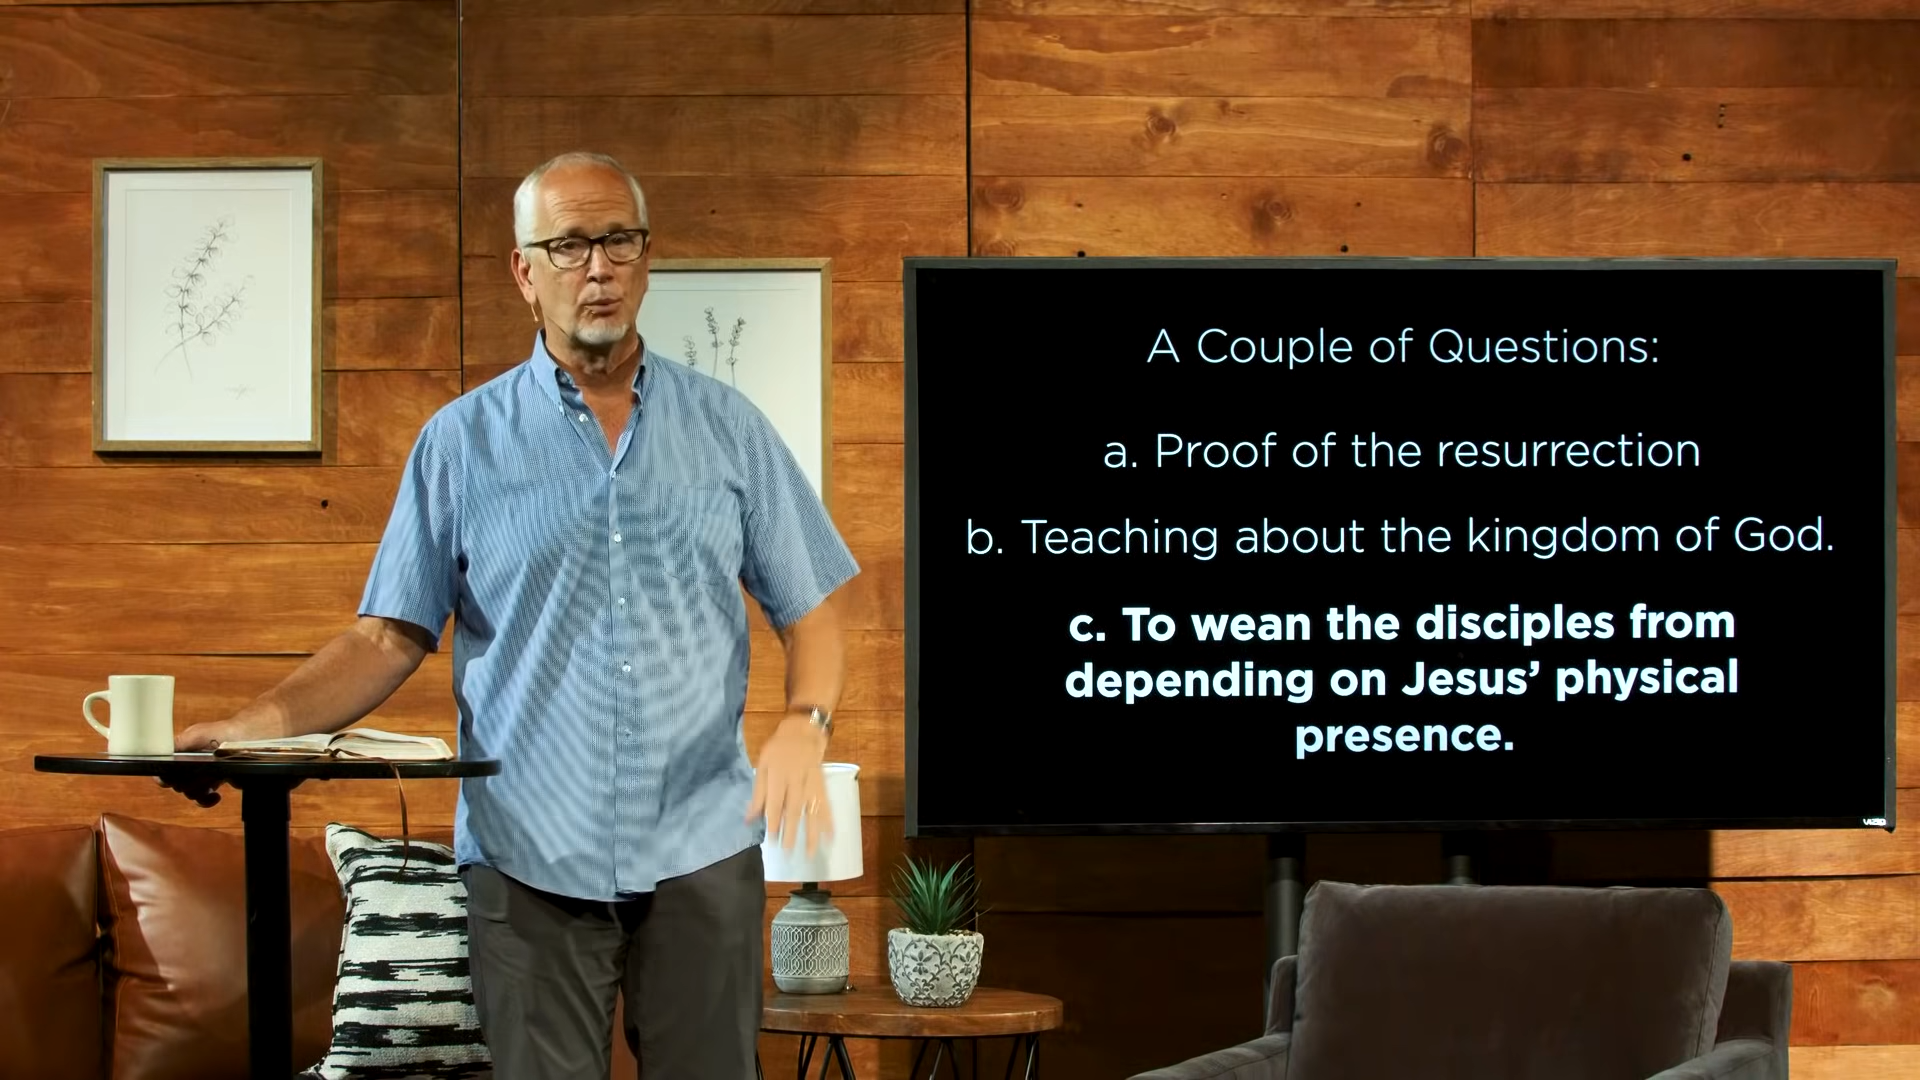 A Couple of Questions:
a. Proof of the resurrection
b. Teaching about the kingdom of God.
c. To wean the disciples from
depending on Jesus’ physical
presence.
VIZIO